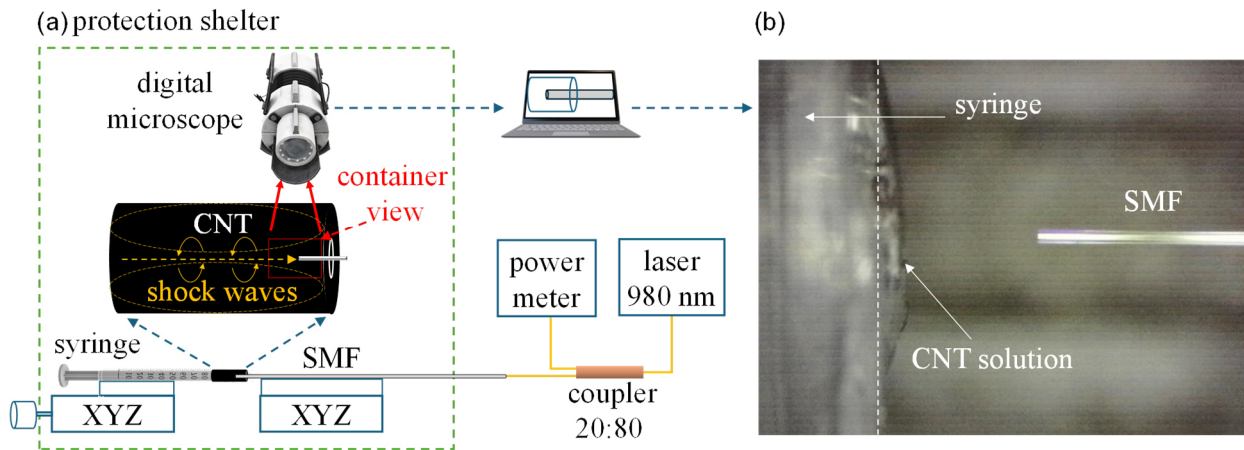 (a) protection shelter
digital
microscope
container
view
CNT
shock waves
power
meter
laser
980 nm
syringe
SMF
XYZ
XYZ
coupler
20:80
(b)
syringe
SMF
CNT solution